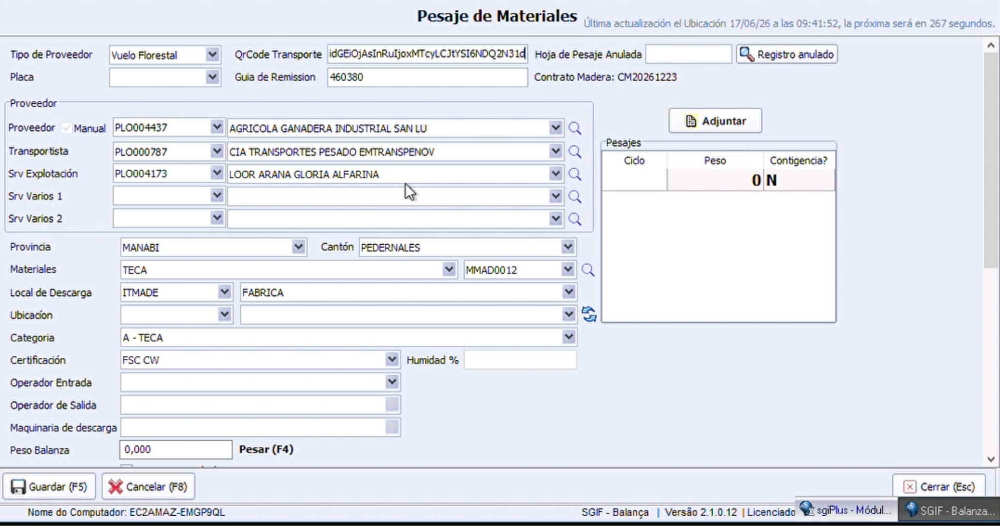 Pesaje de Materiales
Última actualización el Ubicación 17/06/26 a las 09:41:52, la próxima será en 267 segundos.
Tipo de Proveedor Vuelo Florestal QrCode Transporte idGEiOjAsInRuIjoxMTcyLCJtYSI6NDQ2N31d Hoja de Pesaje Anulada Registro anulado
Placa Guia de Remission 460380 Contrato Madera: CM20261223
Proveedor
Proveedor Manual PLO004437 AGRICOLA GANADERA INDUSTRIAL SAN LU
Adjuntar
Transportista PLO000787 CIA TRANSPORTES PESADO EMTRANSPENOV
Srv Explotación PLO004173 LOOR ARANA GLORIA ALFARINA
Srv Varios 1
Srv Varios 2
Pesajes
Ciclo Peso Contigencia?
0 N
Provincia MANABI Cantón PEDERNALES
Materiales TECA MMAD0012
Local de Descarga ITMADE FABRICA
Ubicacíon
Categoria A - TECA
Certificación FSC CW Humidad %
Operador Entrada
Operador de Salida
Maquinaria de descarga
Peso Balanza 0,000 Pesar (F4)
Guardar (F5) Cancelar (F8) Cerrar (Esc)
Nome do Computador: EC2AMAZ-EMGP9QL SGIF - Balança | Versão 2.1.0.12 | Licenciado
sgiPlus - Módul... SGIF - Balanza...